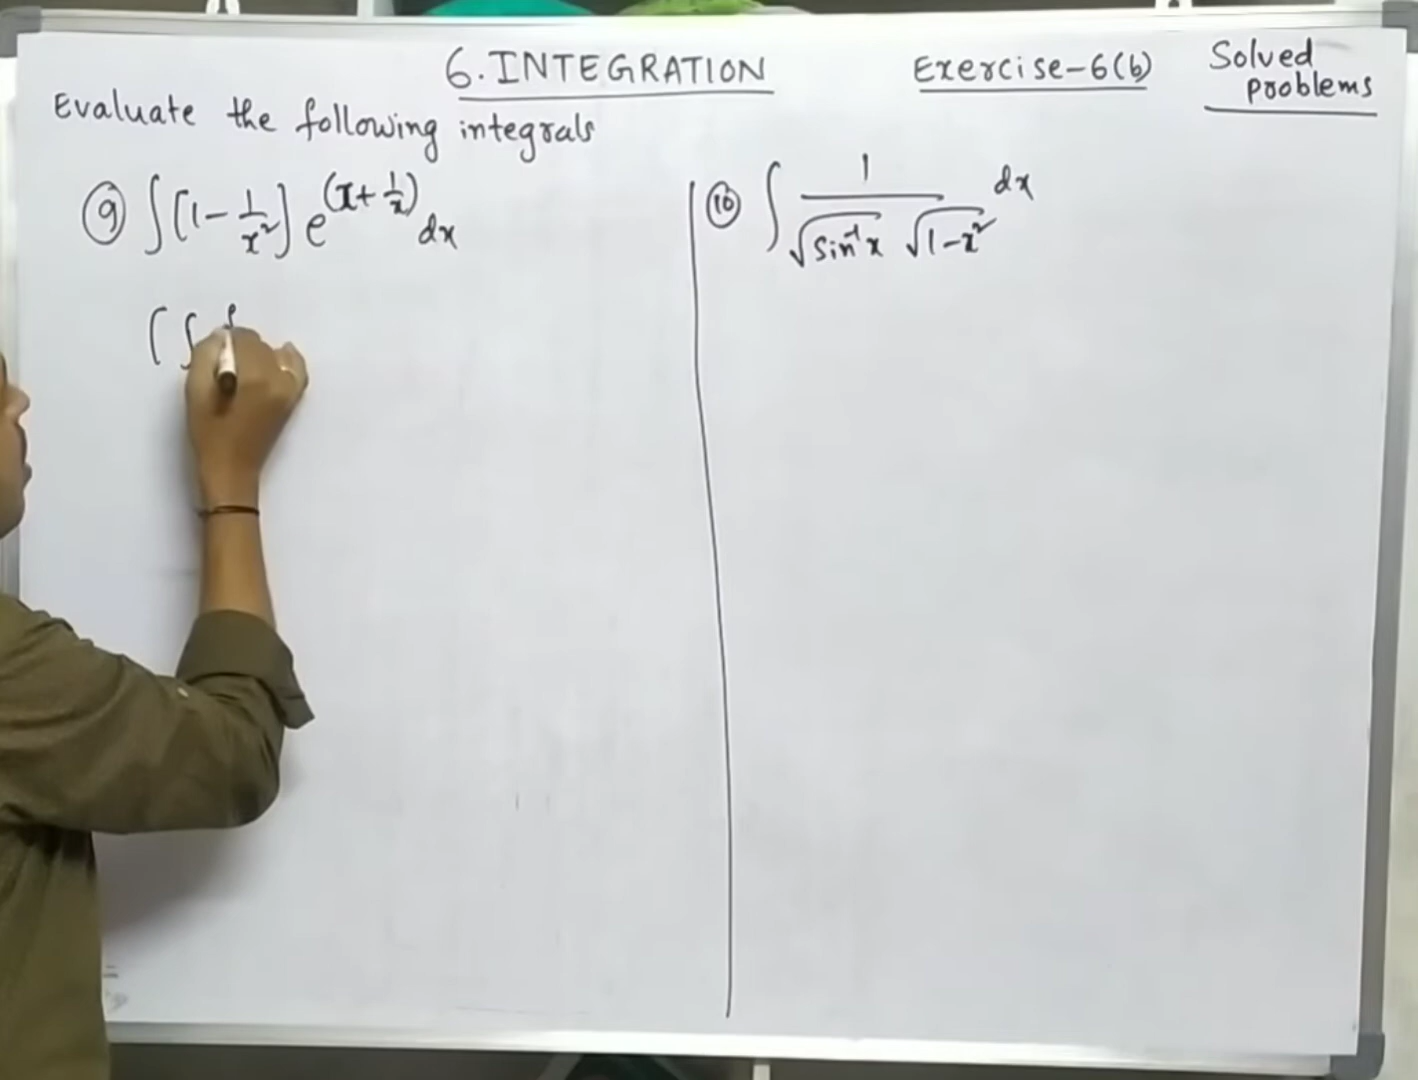 6. INTEGRATION
Exercise-6(b)
Solved
problems
Evaluate the following integrals
⑨ ∫[1 - 1/x²] e^(x + 1/x) dx
⑩ ∫ 1/(√sin⁻¹x √1-x²) dx
(∫